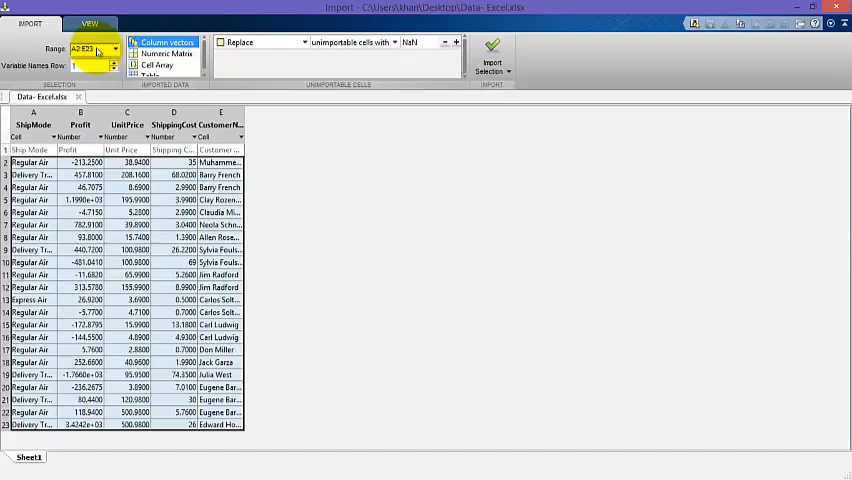 Import - C:\Users\khan\Desktop\Data- Excel.xlsx
IMPORT VIEW
Range: A2:E23
Variable Names Row: 1
SELECTION
Column vectors
Numeric Matrix
Cell Array
Table
IMPORTED DATA
Replace unimportable cells with NaN
UNIMPORTABLE CELLS
Import Selection
IMPORT
Data- Excel.xlsx
A B C D E
ShipMode Profit UnitPrice ShippingCost CustomerN...
Cell Number Number Number Cell
1 Ship Mode Profit Unit Price Shipping C... Customer ...
2 Regular Air -213.2500 38.9400 35 Muhamme...
3 Delivery Tr... 457.8100 208.1600 68.0200 Barry French
4 Regular Air 46.7075 8.6900 2.9900 Barry French
5 Regular Air 1.1990e+03 195.9900 3.9900 Clay Rozen...
6 Regular Air -4.7150 5.2800 2.9900 Claudia Mi...
7 Regular Air 782.9100 39.8900 3.0400 Neola Schn...
8 Regular Air 93.8000 15.7400 1.3900 Allen Rose...
9 Delivery Tr... 440.7200 100.9800 26.2200 Sylvia Fouls...
10 Regular Air -481.0410 100.9800 69 Sylvia Fouls...
11 Regular Air -11.6820 65.9900 5.2600 Jim Radford
12 Regular Air 313.5780 155.9900 8.9900 Jim Radford
13 Express Air 26.9200 3.6900 0.5000 Carlos Solt...
14 Regular Air -5.7700 4.7100 0.7000 Carlos Solt...
15 Regular Air -172.8795 15.9900 13.1800 Carl Ludwig
16 Regular Air -144.5500 4.8900 4.9300 Carl Ludwig
17 Regular Air 5.7600 2.8800 0.7000 Don Miller
18 Regular Air 252.6600 40.9600 1.9900 Jack Garza
19 Delivery Tr... -1.7660e+03 95.9500 74.3500 Julia West
20 Regular Air -236.2675 3.8900 7.0100 Eugene Bar...
21 Delivery Tr... 80.4400 120.9800 30 Eugene Bar...
22 Regular Air 118.9400 500.9800 5.7600 Eugene Bar...
23 Delivery Tr... 3.4242e+03 500.9800 26 Edward Ho...
Sheet1